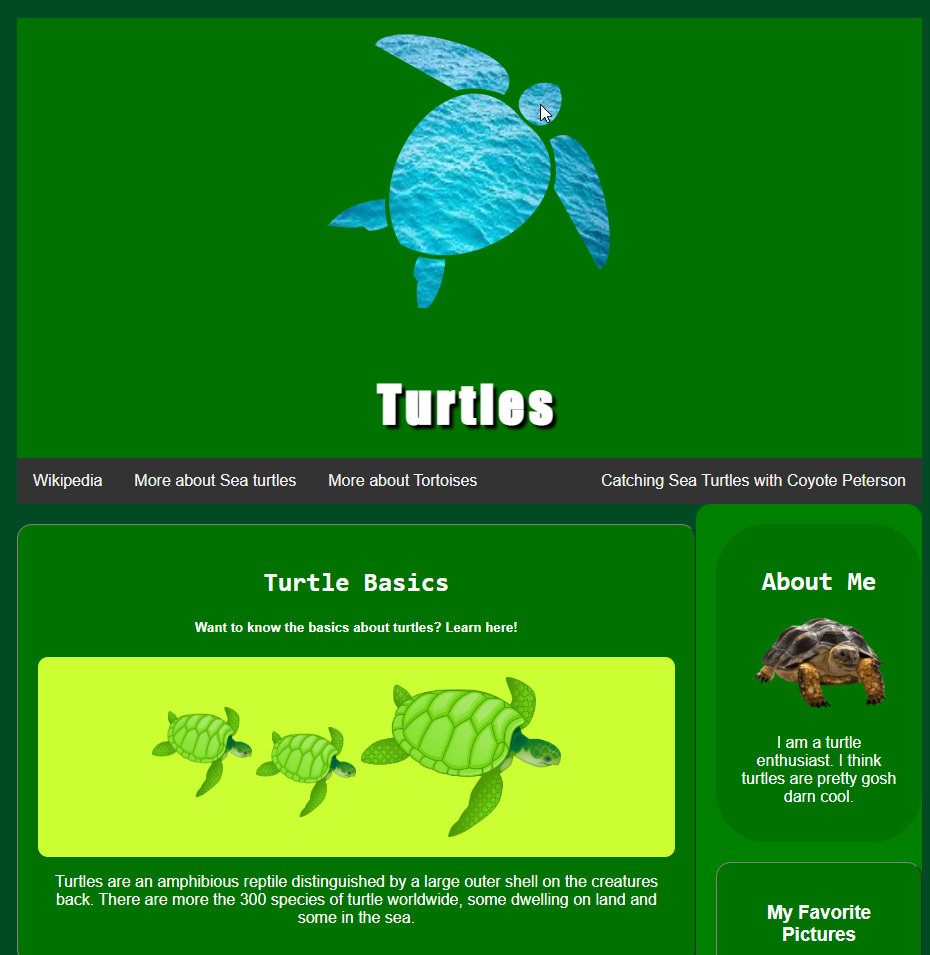 Turtles
Wikipedia
More about Sea turtles
More about Tortoises
Catching Sea Turtles with Coyote Peterson
Turtle Basics
Want to know the basics about turtles? Learn here!
Turtles are an amphibious reptile distinguished by a large outer shell on the creatures
back. There are more the 300 species of turtle worldwide, some dwelling on land and
some in the sea.
About Me
I am a turtle
enthusiast. I think
turtles are pretty gosh
darn cool.
My Favorite
Pictures